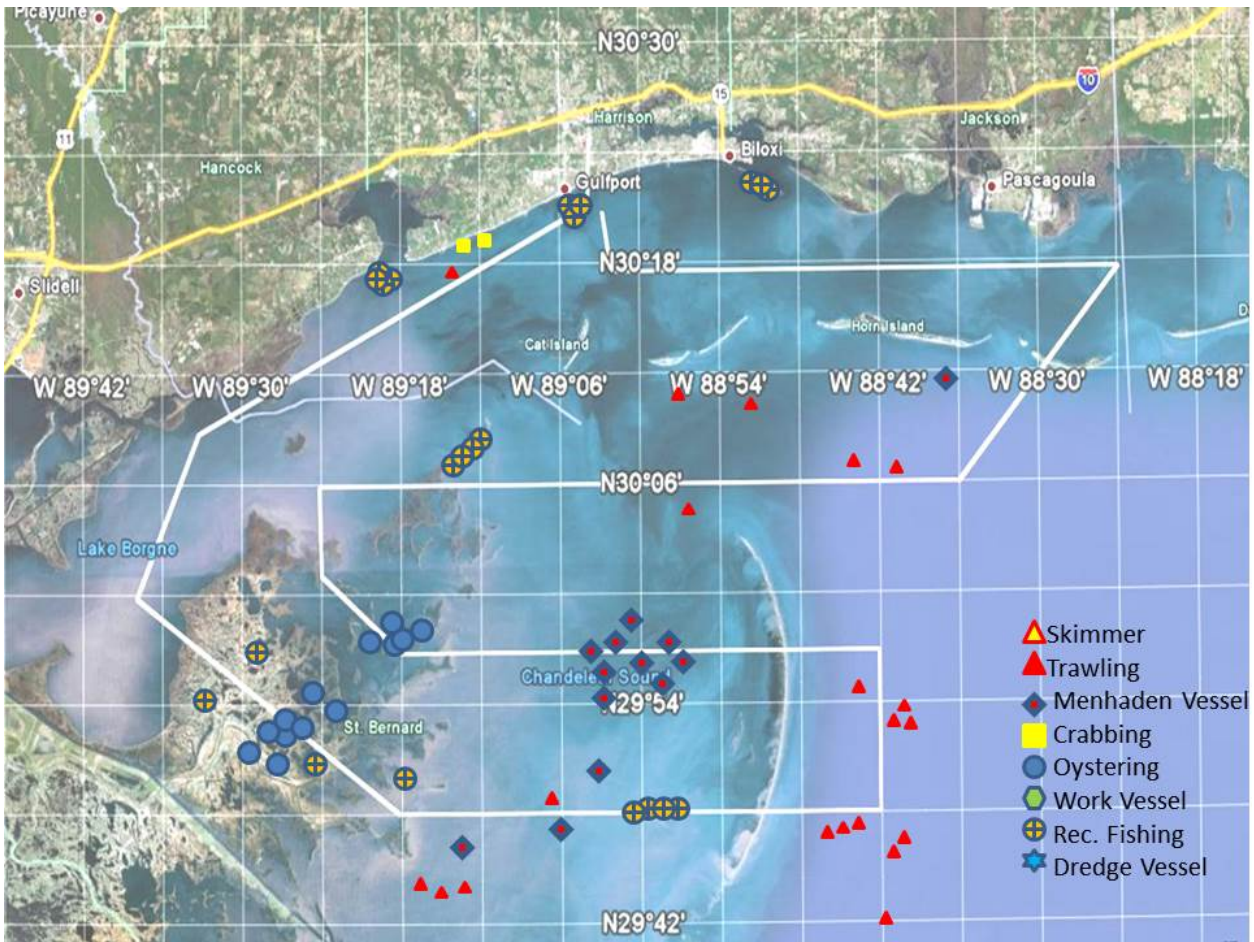 Picayune
N30°30'
10
15
11
Harrison
Jackson
Biloxi
Hancock
Gulfport
Pascagoula
N30°18'
Slidell
Horn Island
Cat Island
W 89°42'
W 89°30'
W 89°18'
W 89°06'
W 88°54'
W 88°42'
W 88°30'
W 88°18'
N30°06'
Lake Borgne
Skimmer
Trawling
Chandeleur Sound
Menhaden Vessel
N29°54'
St. Bernard
Crabbing
Oystering
Work Vessel
Rec. Fishing
Dredge Vessel
N29°42'